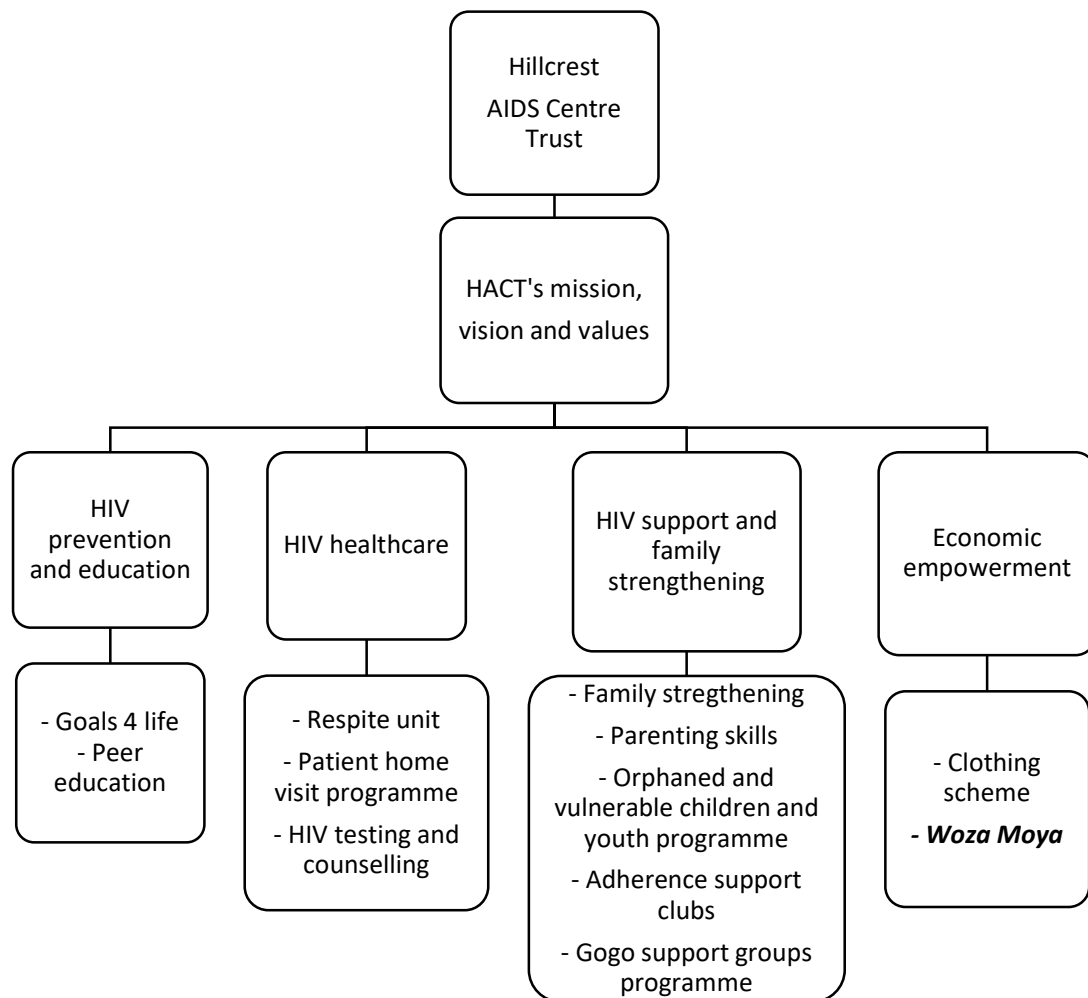 Hillcrest
AIDS Centre
Trust
HACT's mission,
vision and values
HIV
prevention
and education
HIV healthcare
HIV support and
family
strengthening
Economic
empowerment
- Goals 4 life
- Peer
education
- Respite unit
- Patient home
visit programme
- HIV testing and
counselling
- Family stregthening
- Parenting skills
- Orphaned and
vulnerable children and
youth programme
- Adherence support
clubs
- Gogo support groups
programme
- Clothing
scheme
- Woza Moya